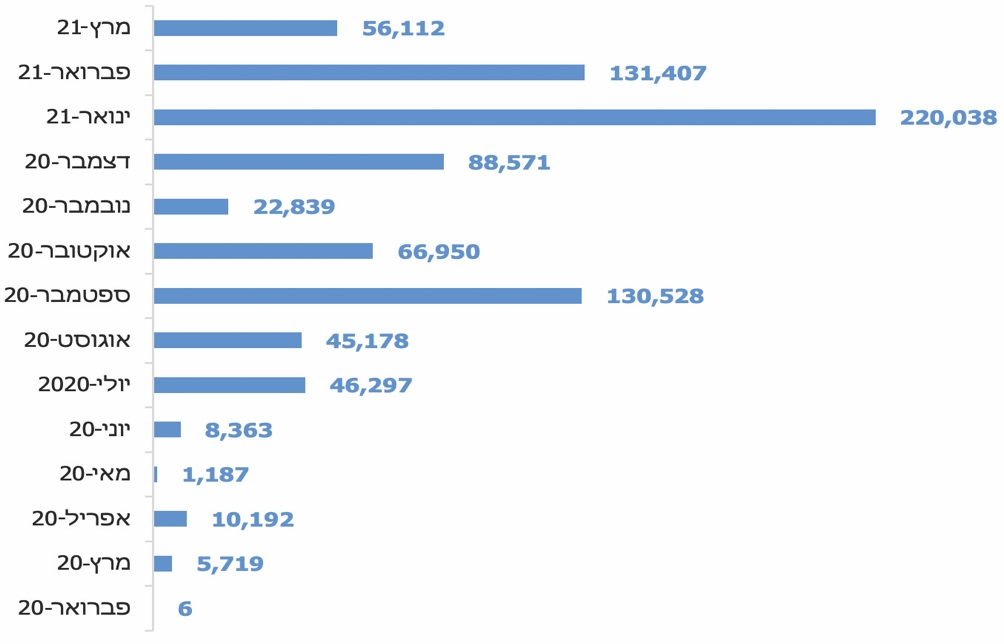 מרץ-21 56,112
פברואר-21 131,407
ינואר-21 220,038
דצמבר-20 88,571
נובמבר-20 22,839
אוקטובר-20 66,950
ספטמבר-20 130,528
אוגוסט-20 45,178
יולי-2020 46,297
יוני-20 8,363
מאי-20 1,187
אפריל-20 10,192
מרץ-20 5,719
פברואר-20 6